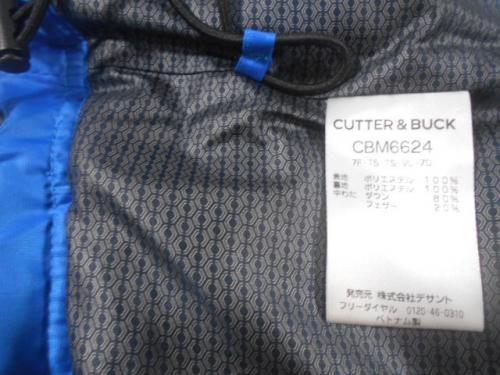 CUTTER & BUCK
CBM6624
表地 ポリエステル 100%
裏地 ポリエステル 100%
中わた ダウン 80%
フェザー 20%
発売元 株式会社デサント
フリーダイヤル 0120-46-0310
ベトナム製